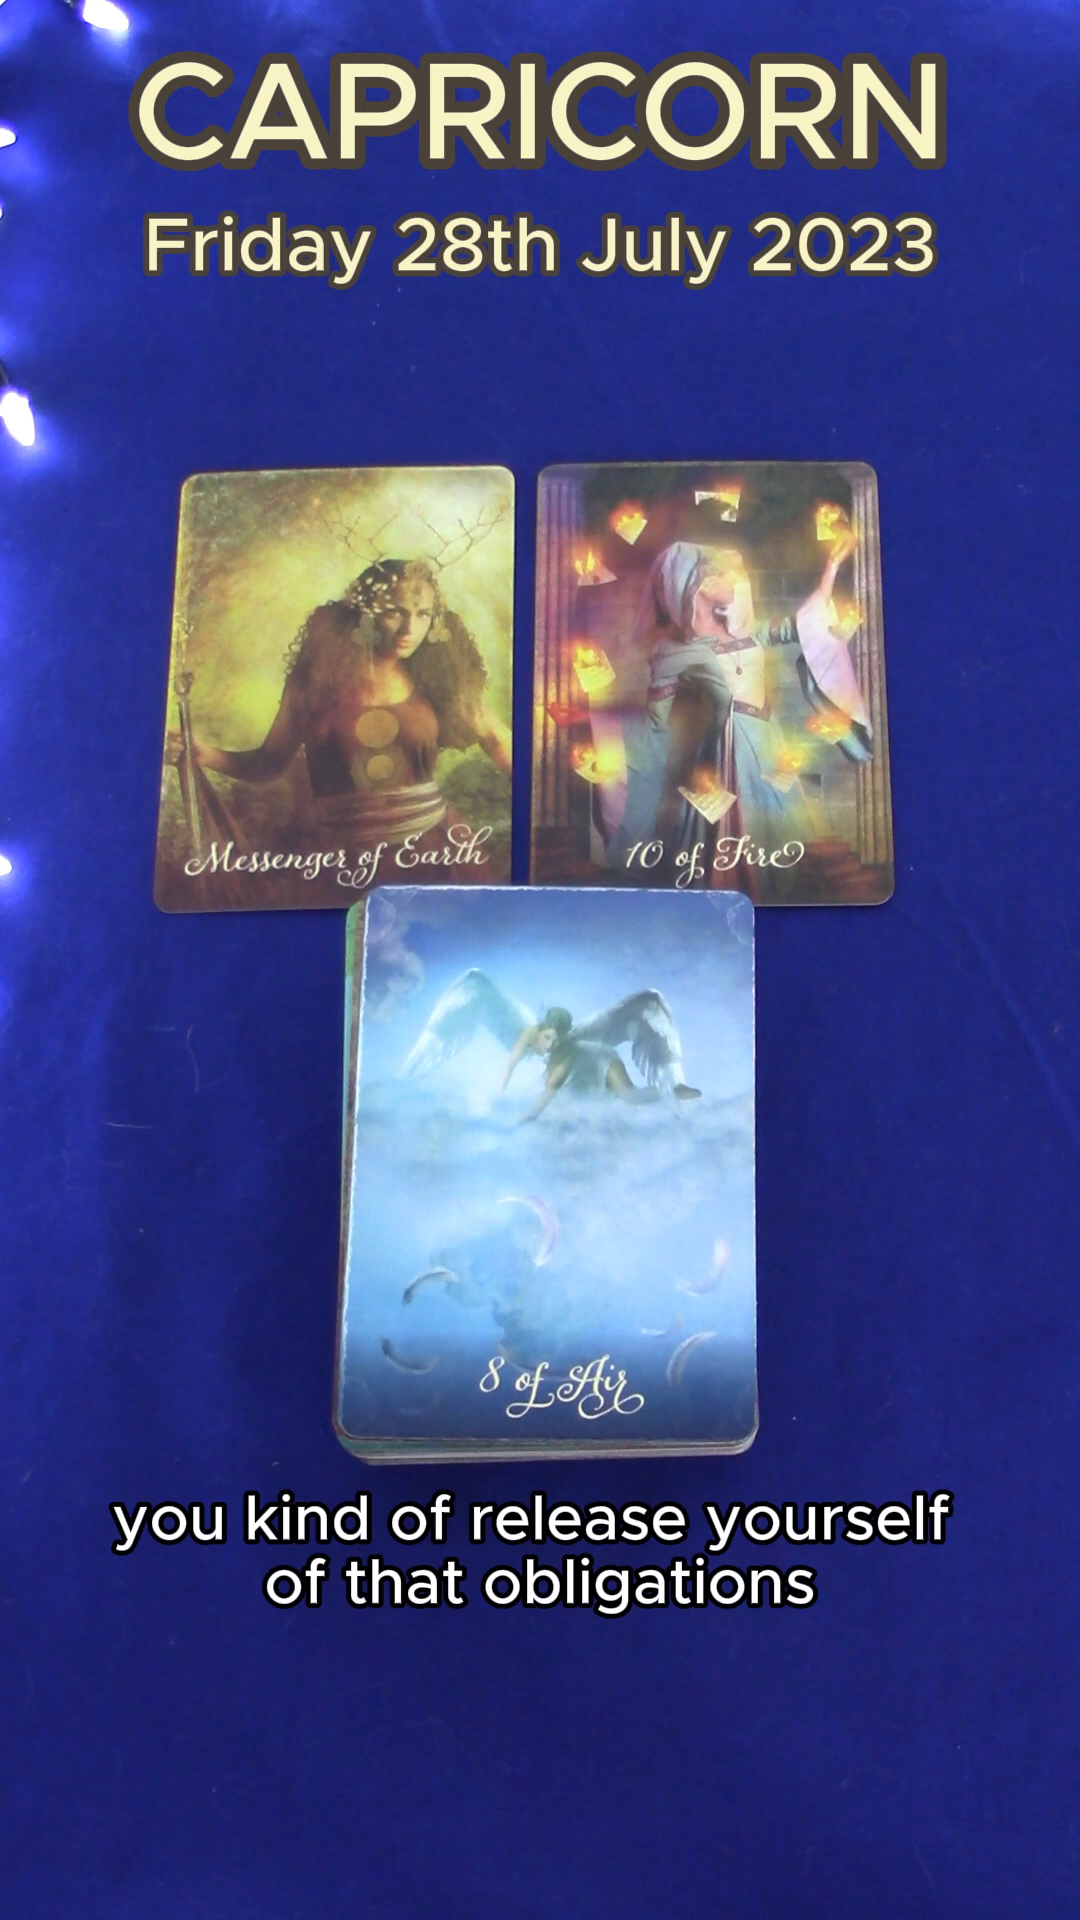 CAPRICORN
Friday 28th July 2023
Messenger of Earth
10 of Fire
8 of Air
you kind of release yourself
of that obligations